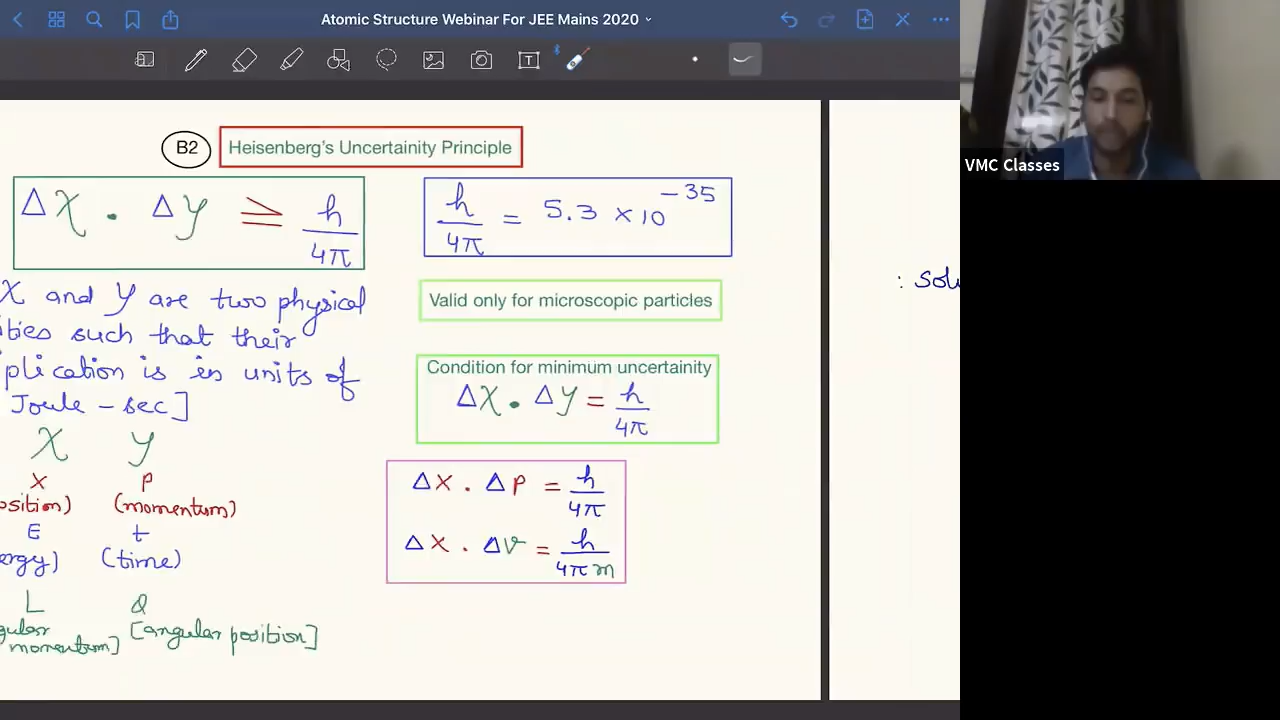 Atomic Structure Webinar For JEE Mains 2020
VMC Classes
B2
Heisenberg's Uncertainity Principle
ΔX . ΔY ≥ h/4π
h/4π = 5.3 × 10^-35
X and Y are two physical
ties such that their
plication is in units of
Joule - sec]
Valid only for microscopic particles
Condition for minimum uncertainity
ΔX . ΔY = h/4π
X Y
x P
osition) (momentum)
E t
ergy) (time)
L Q
gular momentum] [angular position]
Δx . Δp = h/4π
Δx . Δv = h/4πm
: Solu